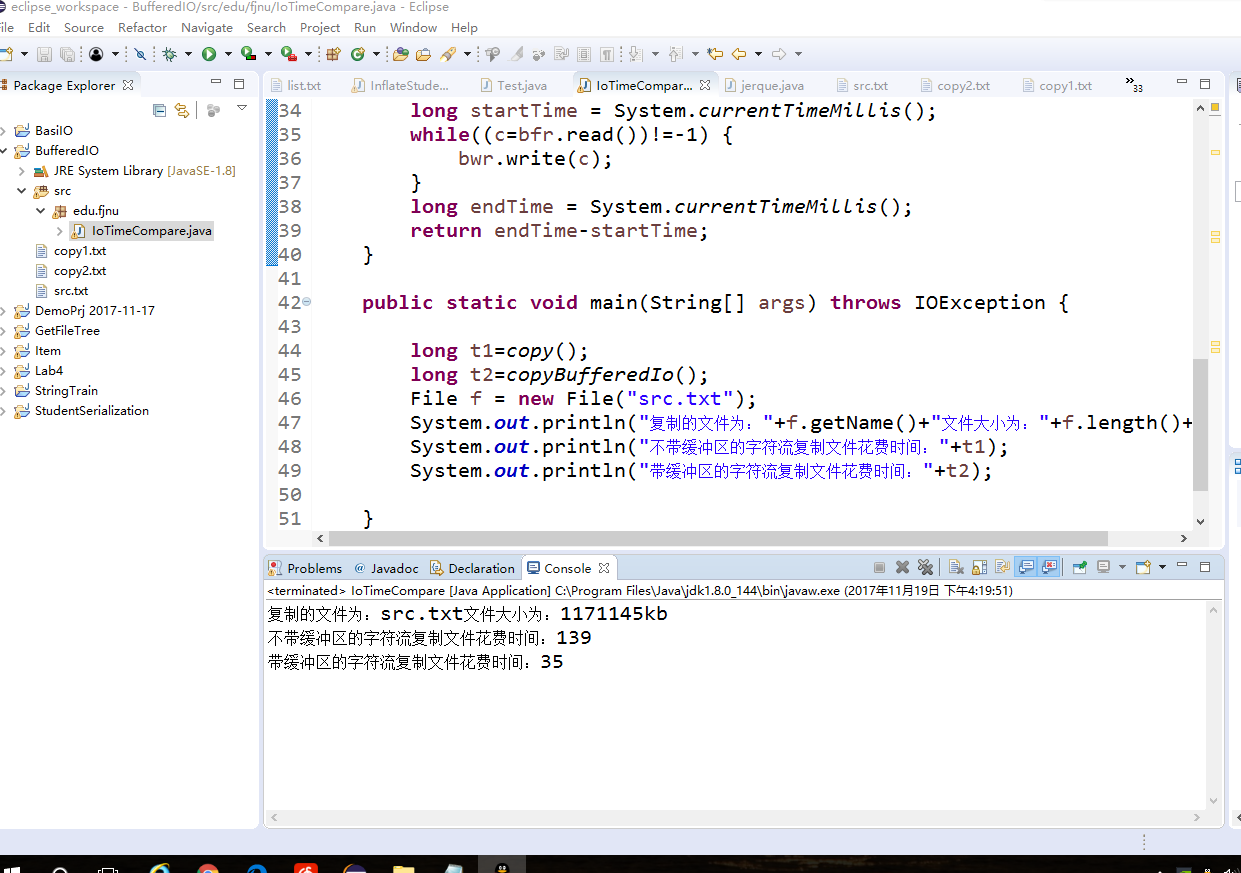 eclipse_workspace - BufferedIO/src/edu/fjnu/IoTimeCompare.java - Eclipse
File Edit Source Refactor Navigate Search Project Run Window Help
Package Explorer
list.txt InflateStude... Test.java IoTimeCompar... jerque.java src.txt copy2.txt copy1.txt »33
BasiIO
BufferedIO
JRE System Library [JavaSE-1.8]
src
edu.fjnu
IoTimeCompare.java
copy1.txt
copy2.txt
src.txt
DemoPrj 2017-11-17
GetFileTree
Item
Lab4
StringTrain
StudentSerialization
34 long startTime = System.currentTimeMillis();
35 while((c=bfr.read())!=-1) {
36 bwr.write(c);
37 }
38 long endTime = System.currentTimeMillis();
39 return endTime-startTime;
40 }
41
42 public static void main(String[] args) throws IOException {
43
44 long t1=copy();
45 long t2=copyBufferedIo();
46 File f = new File("src.txt");
47 System.out.println("复制的文件为："+f.getName()+"文件大小为："+f.length()+
48 System.out.println("不带缓冲区的字符流复制文件花费时间："+t1);
49 System.out.println("带缓冲区的字符流复制文件花费时间："+t2);
50
51 }
Problems @ Javadoc Declaration Console
<terminated> IoTimeCompare [Java Application] C:\Program Files\Java\jdk1.8.0_144\bin\javaw.exe (2017年11月19日 下午4:19:51)
复制的文件为：src.txt文件大小为：1171145kb
不带缓冲区的字符流复制文件花费时间：139
带缓冲区的字符流复制文件花费时间：35